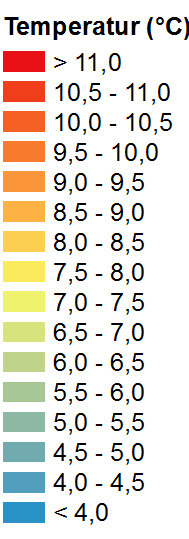 Temperatur (°C)
> 11,0
10,5 - 11,0
10,0 - 10,5
9,5 - 10,0
9,0 - 9,5
8,5 - 9,0
8,0 - 8,5
7,5 - 8,0
7,0 - 7,5
6,5 - 7,0
6,0 - 6,5
5,5 - 6,0
5,0 - 5,5
4,5 - 5,0
4,0 - 4,5
< 4,0